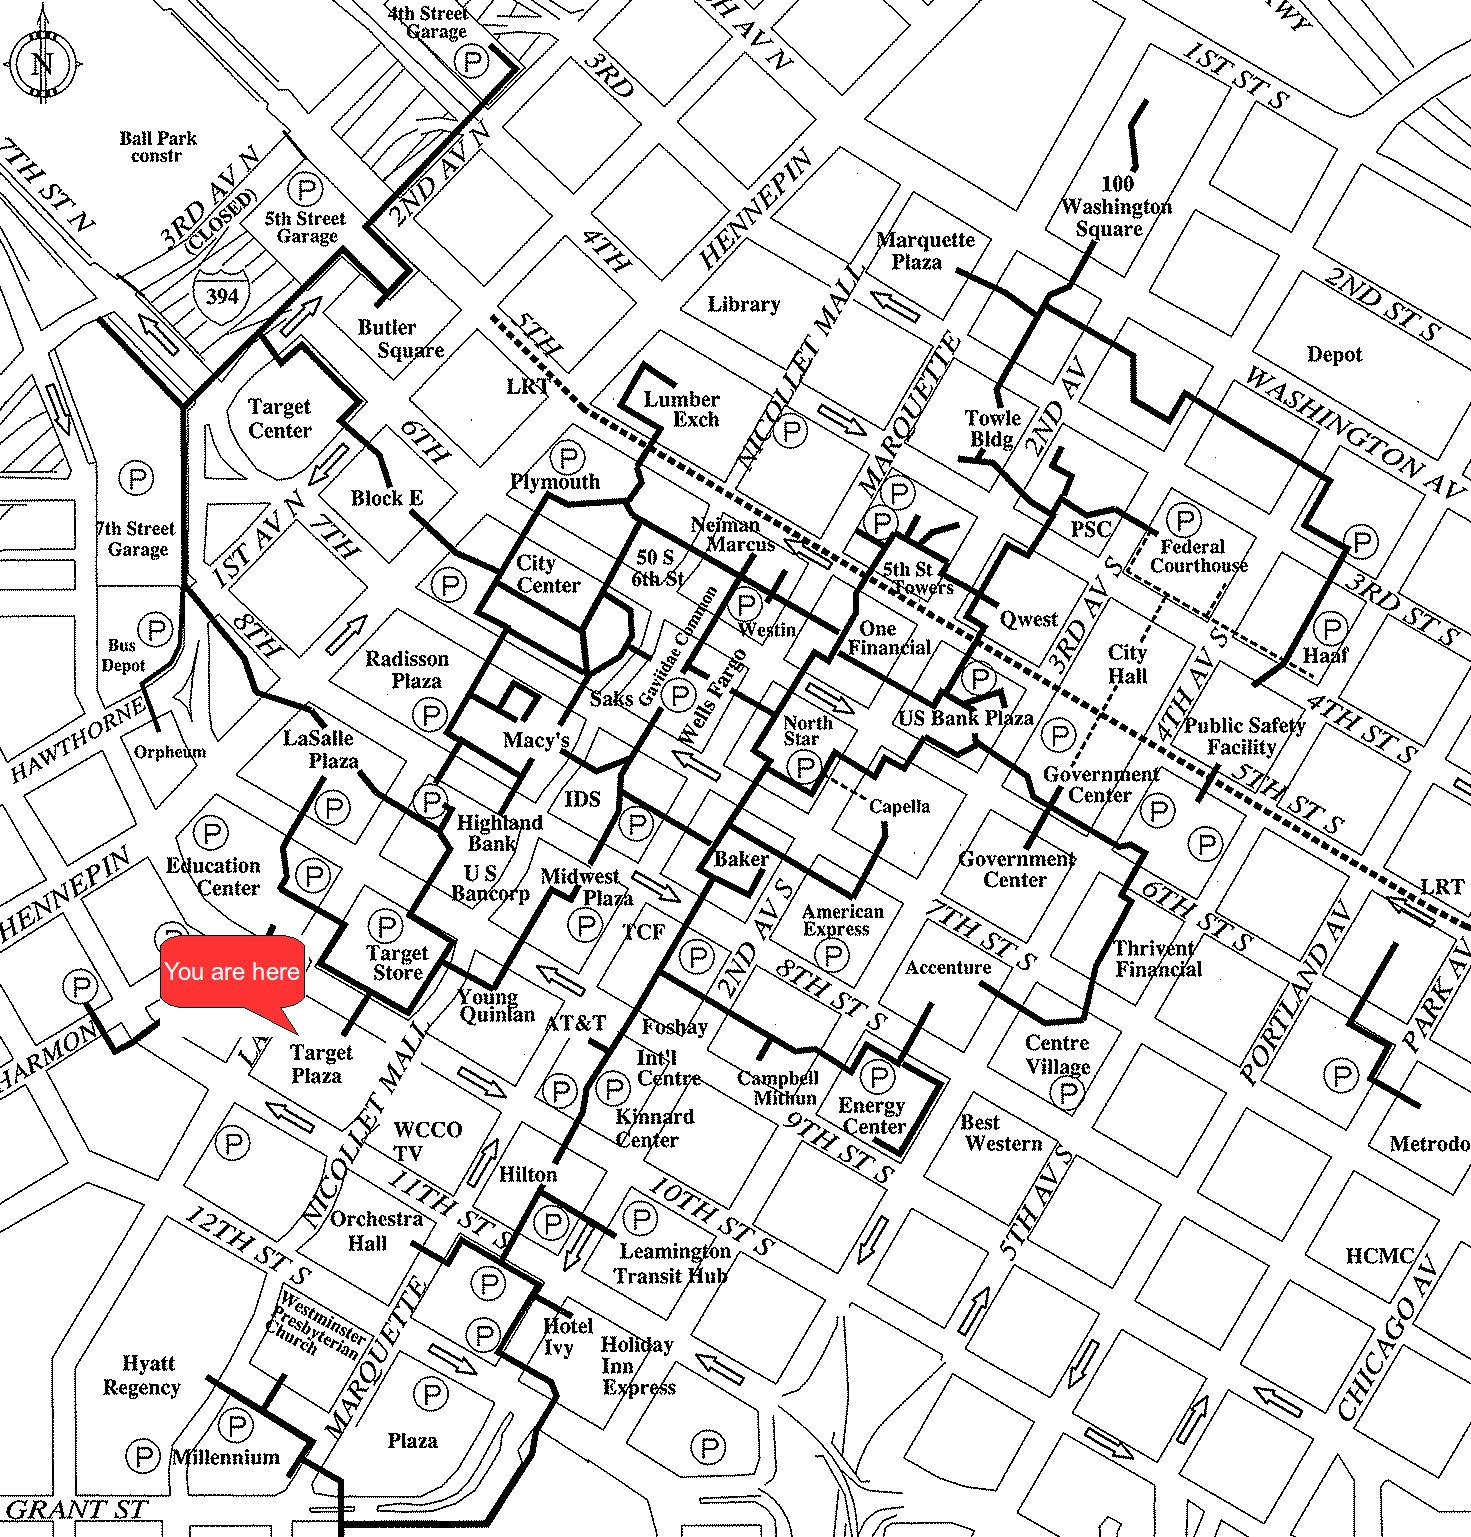 4th Street
Garage
TH AV N
KWY
3RD
1ST ST S
N
Ball Park
constr
7TH ST N
3RD AV N
(CLOSED)
5th Street
Garage
2ND AV N
HENNEPIN
100
Washington
Square
4TH
Marquette
Plaza
394
Library
2ND ST S
Butler
Square
5TH
NICOLLET MALL
MARQUETTE
Depot
LRT
Lumber
Exch
2ND AV
WASHINGTON AV
Target
Center
6TH
Towle
Bldg
Plymouth
Block E
7th Street
Garage
1ST AV N
7TH
Neiman
Marcus
PSC
Federal
Courthouse
50 S
6th St
City
Center
5th St
Towers
3RD ST S
Qwest
3RD AV S
8TH
Westin
One
Financial
Bus
Depot
Radisson
Plaza
Gaviidae Common
City
Hall
4TH AV S
Haaf
Saks
Wells Fargo
HAWTHORNE
Orpheum
LaSalle
Plaza
Macy's
North
Star
US Bank Plaza
Public Safety
Facility
4TH ST S
IDS
Capella
Government
Center
5TH ST S
Highland
Bank
HENNEPIN
Education
Center
U S
Bancorp
Midwest
Plaza
Baker
Government
Center
LRT
American
Express
7TH ST S
6TH ST S
Target
Store
TCF
2ND AV S
Thrivent
Financial
PORTLAND AV
You are here
Accenture
8TH ST S
Young
Quinlan
AT&T
Foshay
HARMON
LA
Target
Plaza
NICOLLET MALL
Int'l
Centre
Campbell
Mithun
Centre
Village
PARK AV
Energy
Center
Kinnard
Center
9TH ST S
Best
Western
WCCO
TV
Metrodo
Hilton
11TH ST S
10TH ST S
5TH AV S
Orchestra
Hall
12TH ST S
Leamington
Transit Hub
HCMC
MARQUETTE
Westminster
Presbyterian
Church
Hotel
Ivy
Holiday
Inn
Express
CHICAGO AV
Hyatt
Regency
Plaza
Millennium
GRANT ST